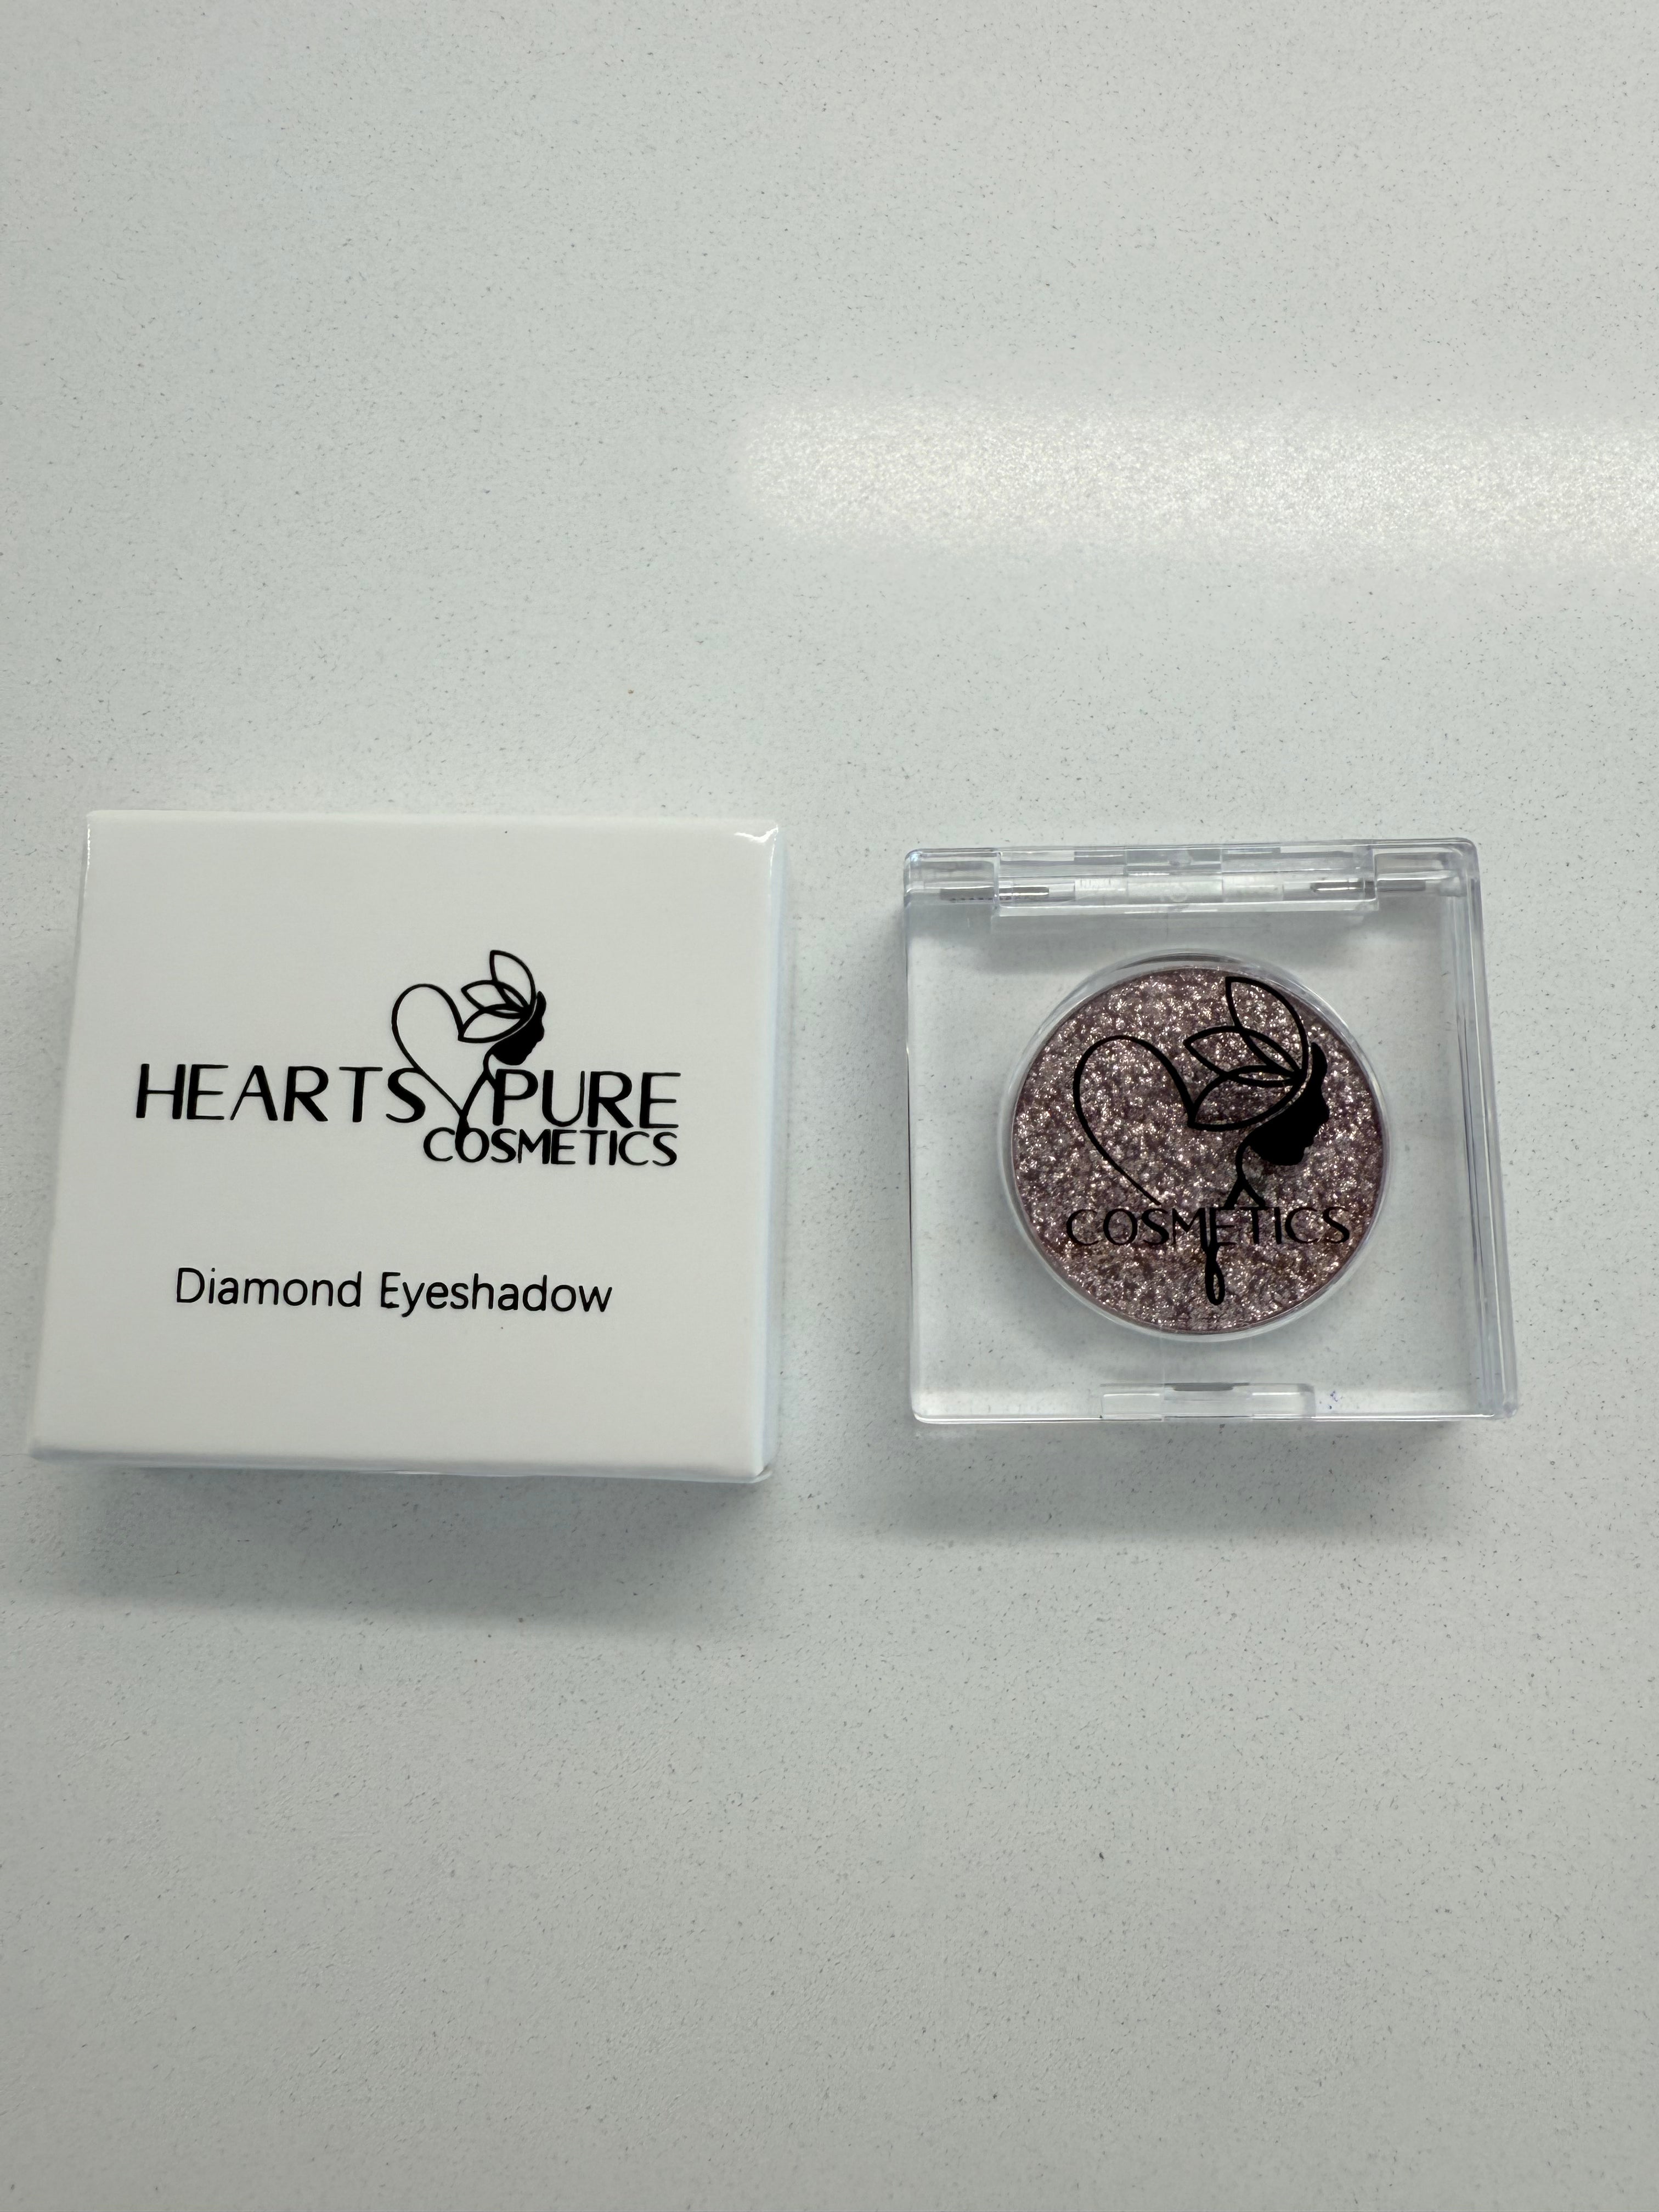 HEARTS PURE
COSMETICS
Diamond Eyeshadow
COSMETICS